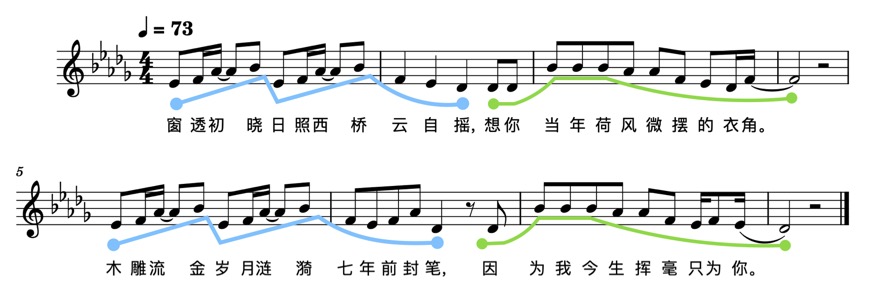 ♩ = 73
4/4
窗 透初 晓日照西 桥 云 自 摇,想你 当 年 荷 风 微 摆 的 衣角。
5
木 雕流 金岁月涟 漪 七年前封笔, 因 为 我 今 生 挥 毫 只为 你。